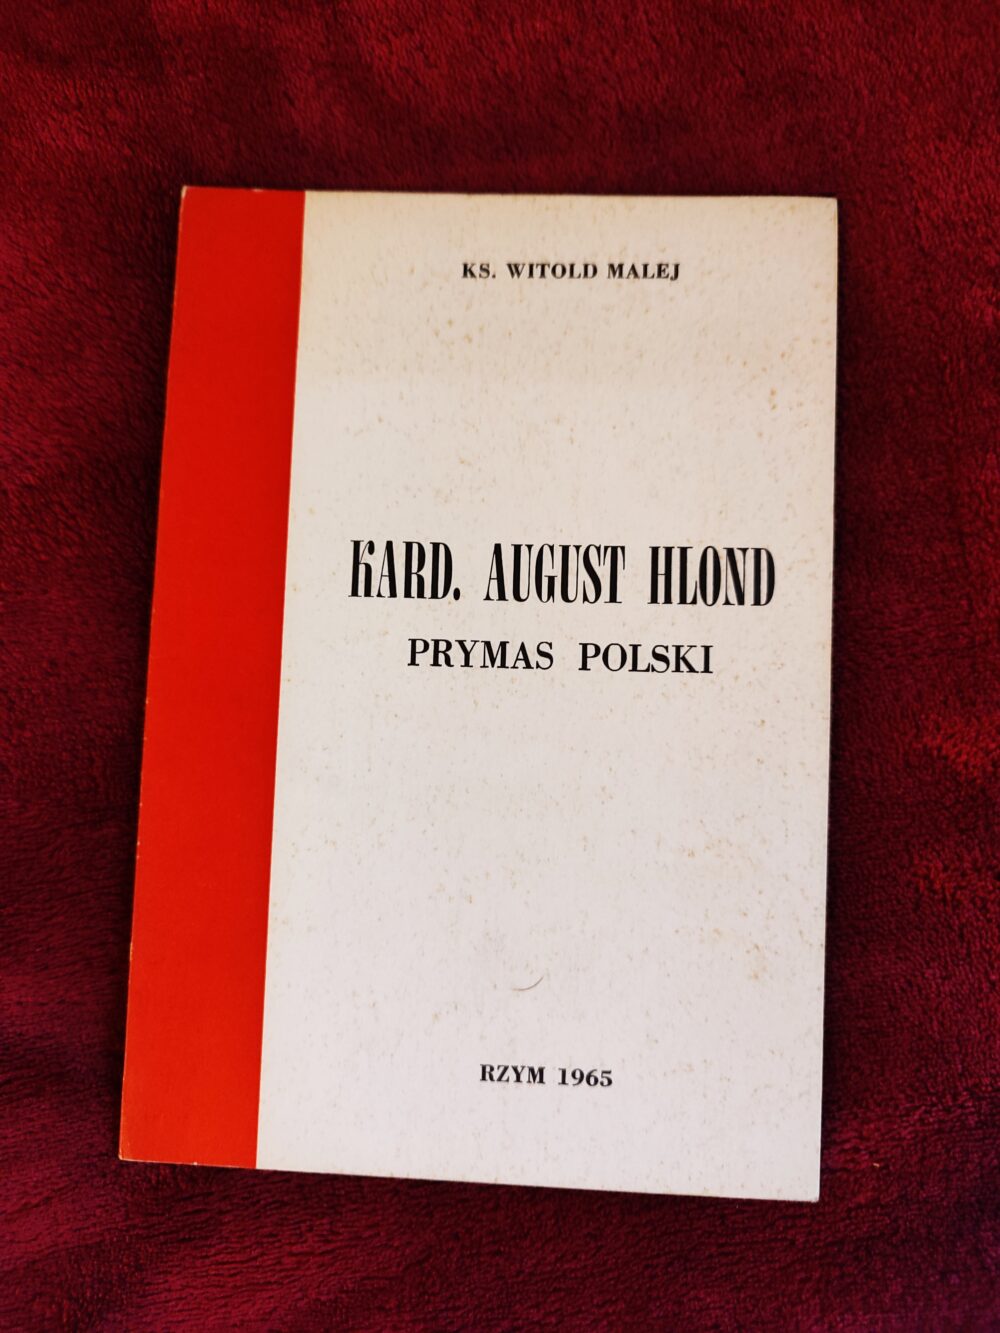 KS. WITOLD MALEJ
KARD. AUGUST HLOND
PRYMAS POLSKI
RZYM 1965